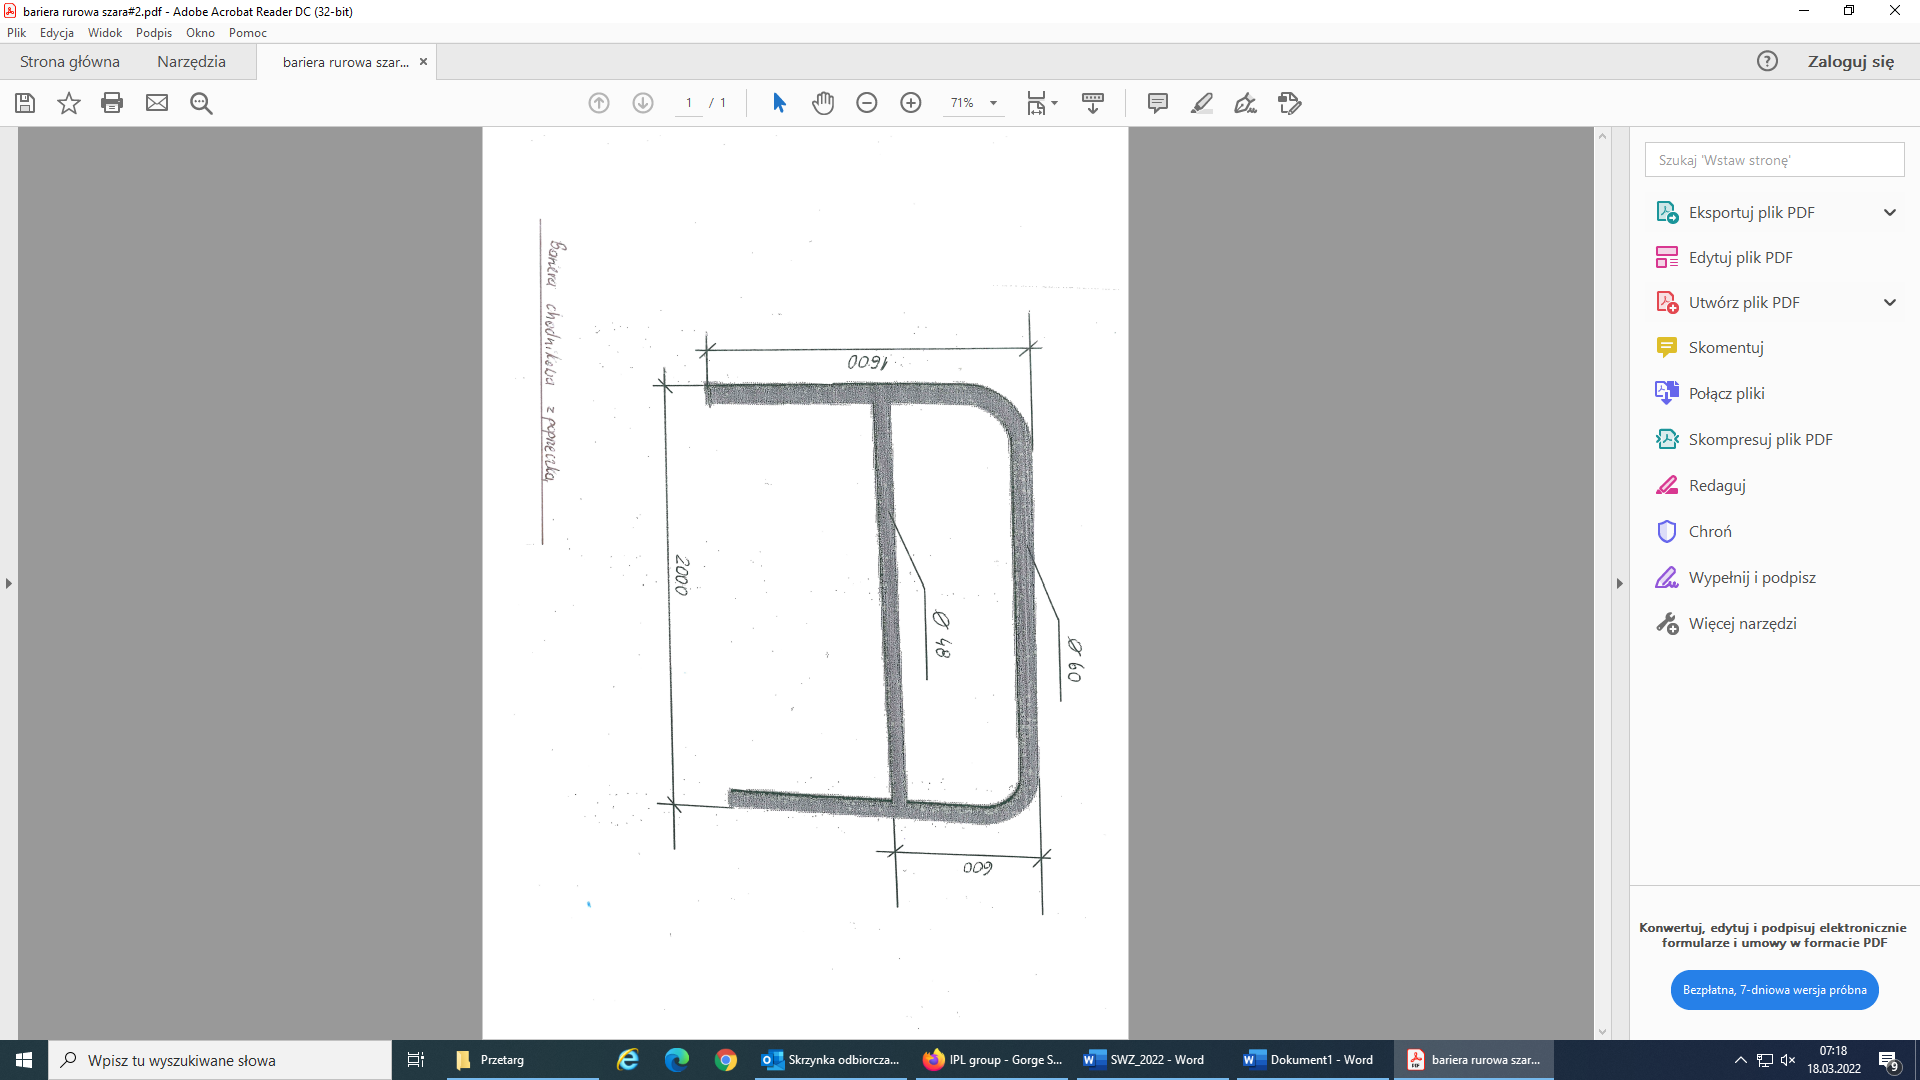 bariera rurowa szara#2.pdf - Adobe Acrobat Reader DC (32-bit)
Plik Edycja Widok Podpis Okno Pomoc
Strona główna Narzędzia bariera rurowa szar... Zaloguj się
1 / 1 71%
Szukaj 'Wstaw stronę'
Eksportuj plik PDF
Edytuj plik PDF
Utwórz plik PDF
Skomentuj
Połącz pliki
Skompresuj plik PDF
Redaguj
Chroń
Wypełnij i podpisz
Więcej narzędzi
Konwertuj, edytuj i podpisuj elektronicznie
formularze i umowy w formacie PDF
Bezpłatna, 7-dniowa wersja próbna
Bariera chodnikowa z poprzeczką
1600
2000
Ø 48
Ø 60
600
Wpisz tu wyszukiwane słowa
Przetarg
Skrzynka odbiorcza...
IPL group - Gorge S...
SWZ_2022 - Word
Dokument1 - Word
bariera rurowa szar...
07:18
18.03.2022
9